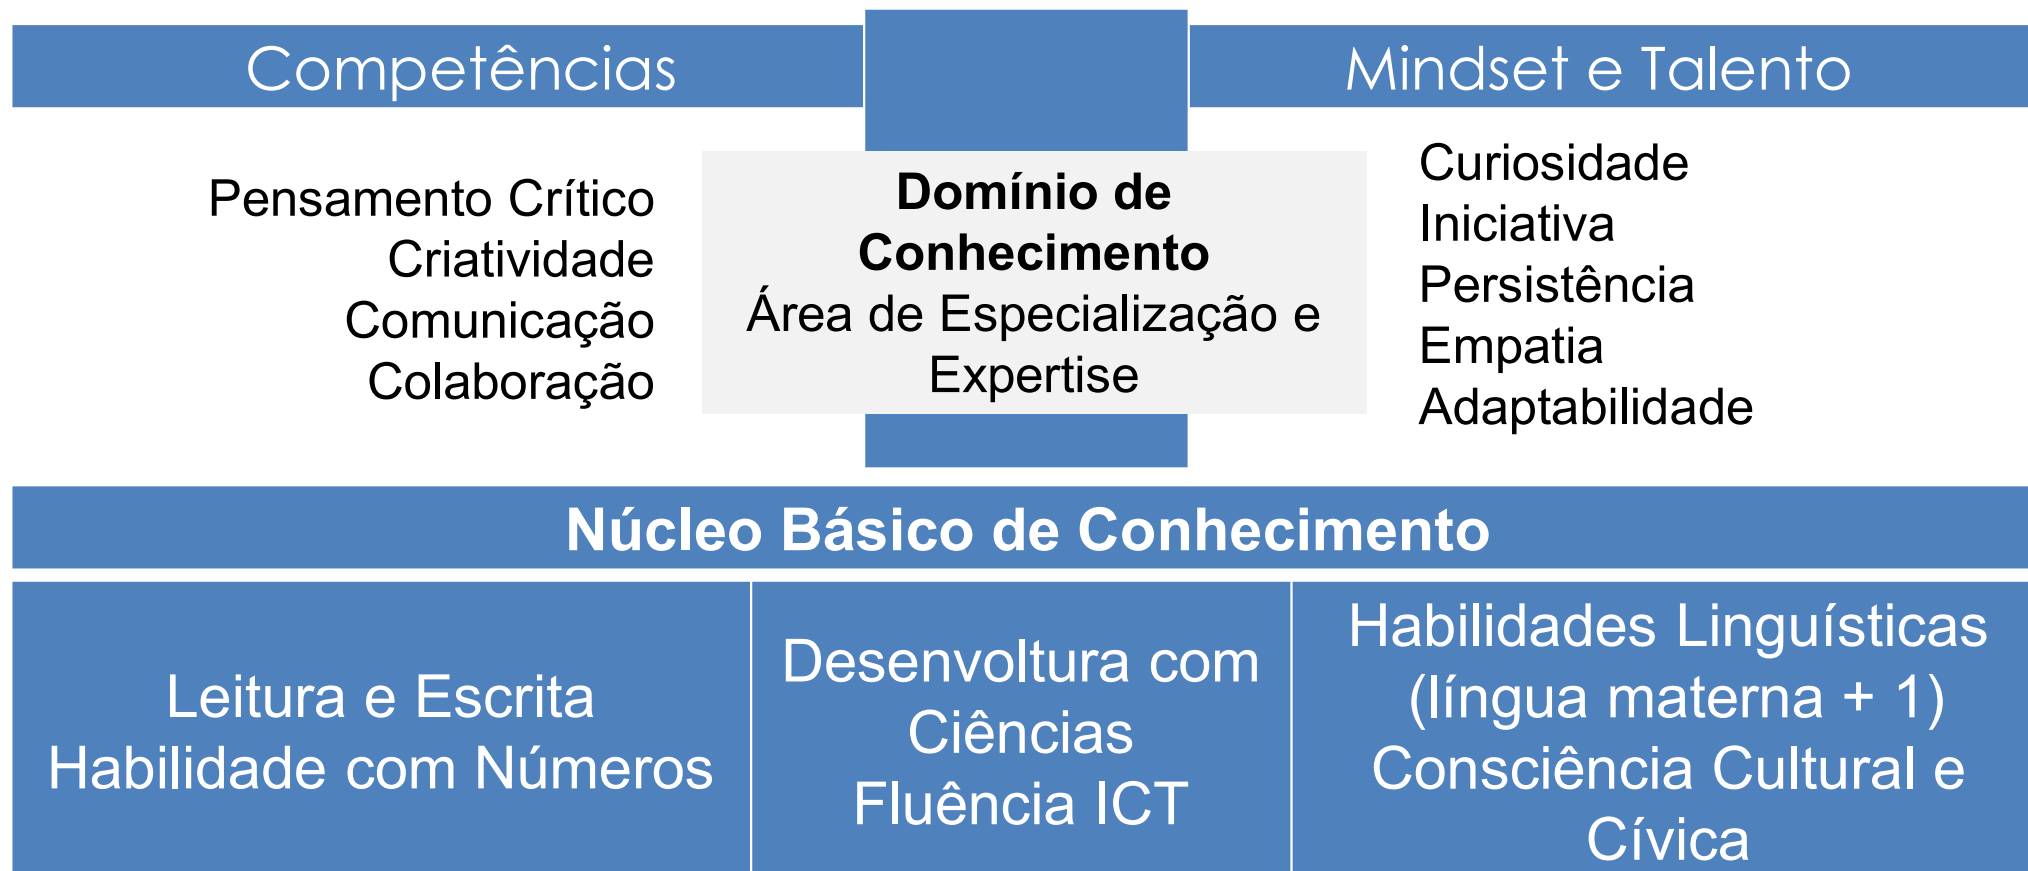 Competências
Mindset e Talento
Pensamento Crítico
Criatividade
Comunicação
Colaboração
Domínio de
Conhecimento
Área de Especialização e
Expertise
Curiosidade
Iniciativa
Persistência
Empatia
Adaptabilidade
Núcleo Básico de Conhecimento
Leitura e Escrita
Habilidade com Números
Desenvoltura com
Ciências
Fluência ICT
Habilidades Linguísticas
(língua materna + 1)
Consciência Cultural e
Cívica